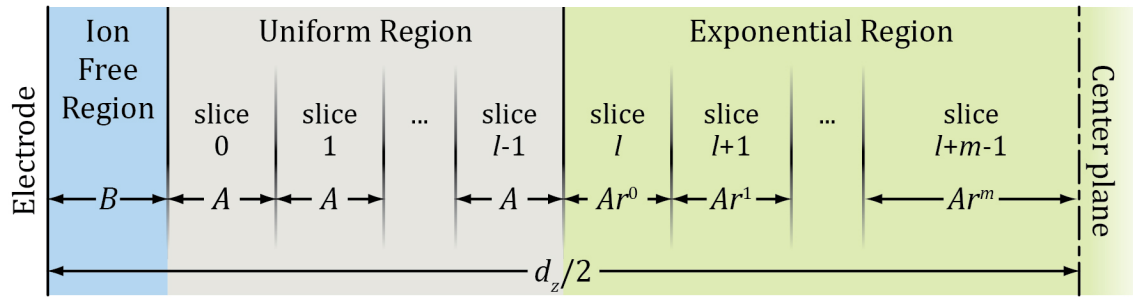 Electrode
Ion
Free
Region
B
Uniform Region
slice
0
A
slice
1
A
...
slice
l-1
A
Exponential Region
slice
l
Ar⁰
slice
l+1
Ar¹
...
slice
l+m-1
Arᵐ
Center plane
d_z/2